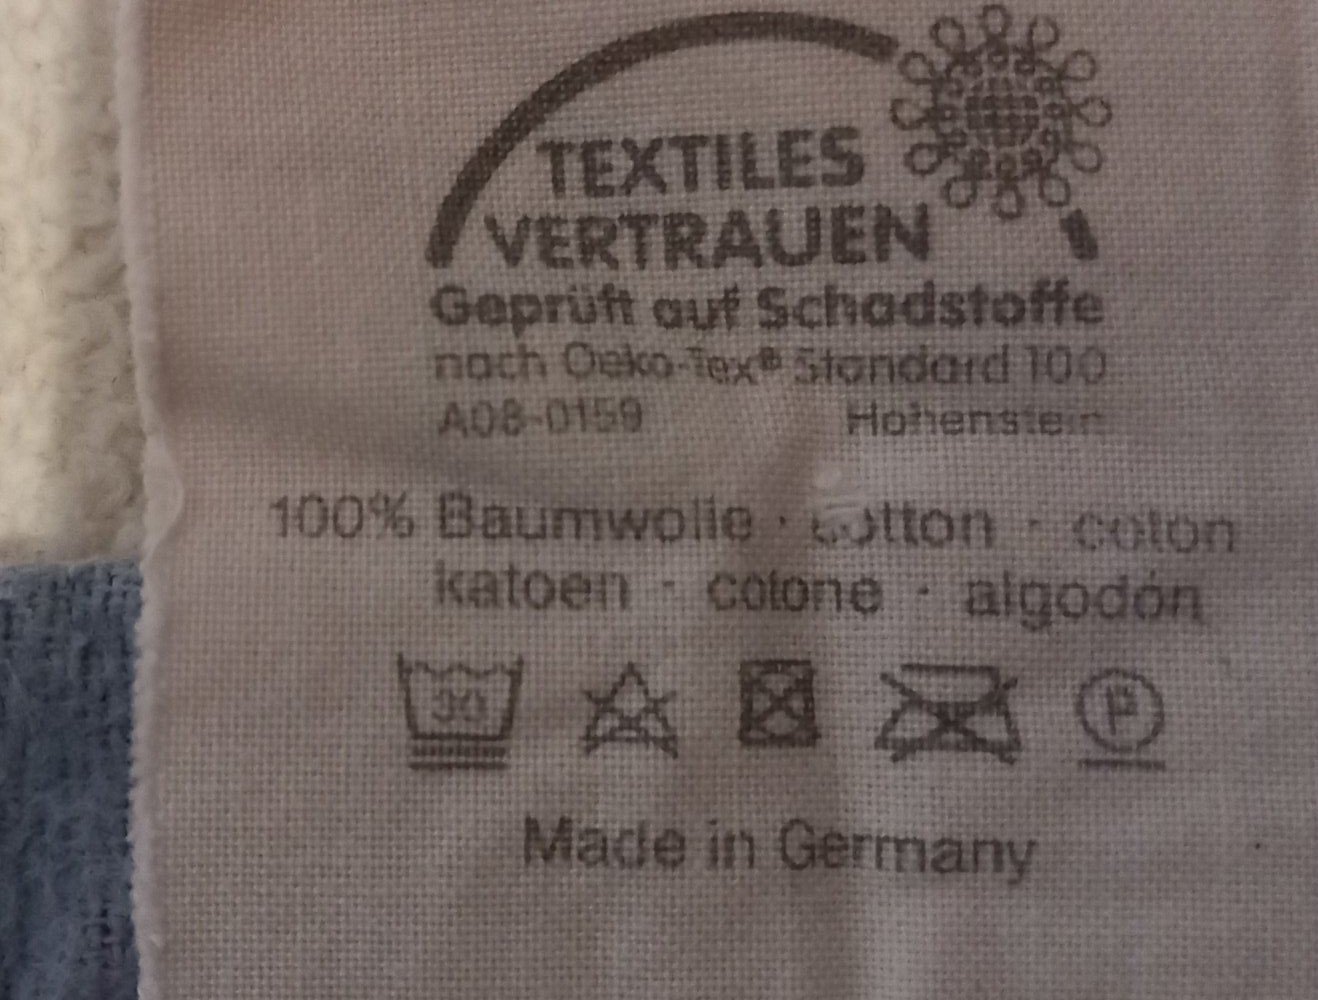 TEXTILES
VERTRAUEN
Geprüft auf Schadstoffe
nach Oeko-Tex® Standard 100
A08-0159 Hohenstein
100% Baumwolle · cotton · coton
katoen · cotone · algodón
30 P
Made in Germany